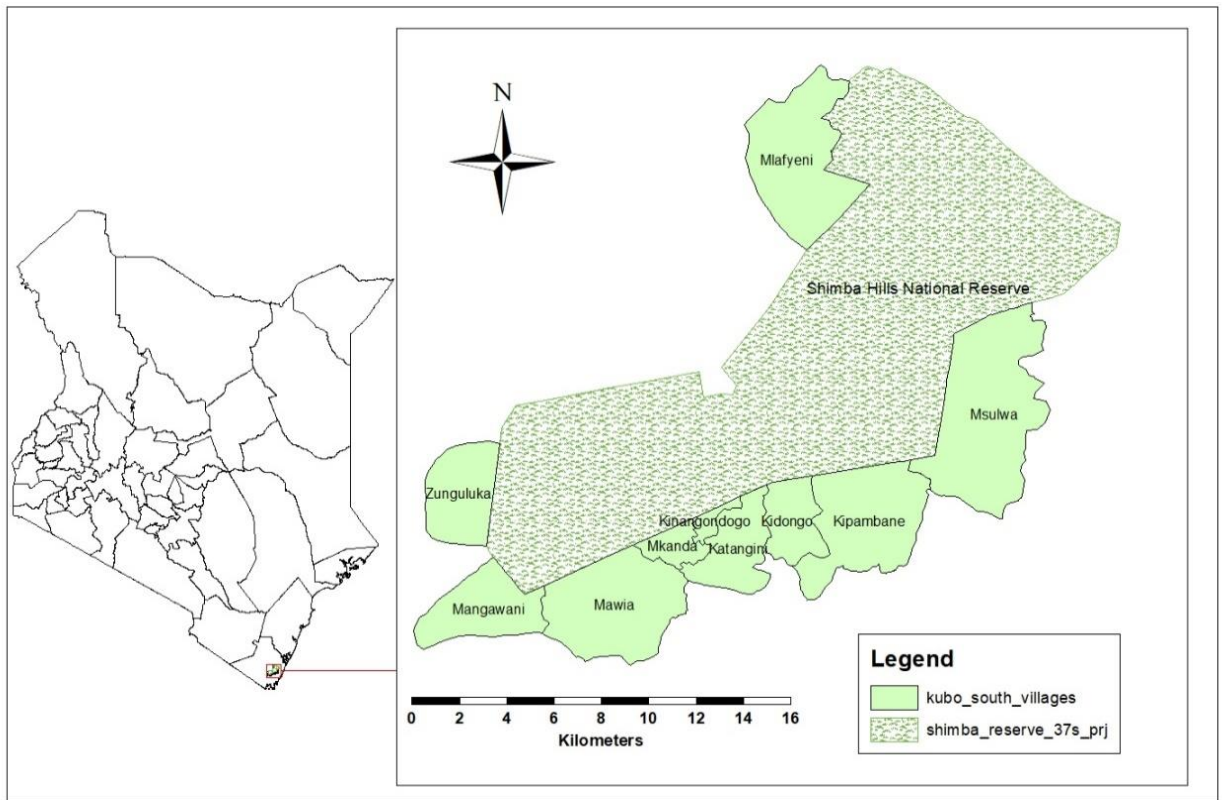 N
Mlafyeni
Shimba Hills National Reserve
Msulwa
Zunguluka
Kinangondogo
Kidongo
Kipambane
Mkanda
Katangini
Mangawani
Mawia
Legend
kubo_south_villages
shimba_reserve_37s_prj
0 2 4 6 8 10 12 14 16
Kilometers